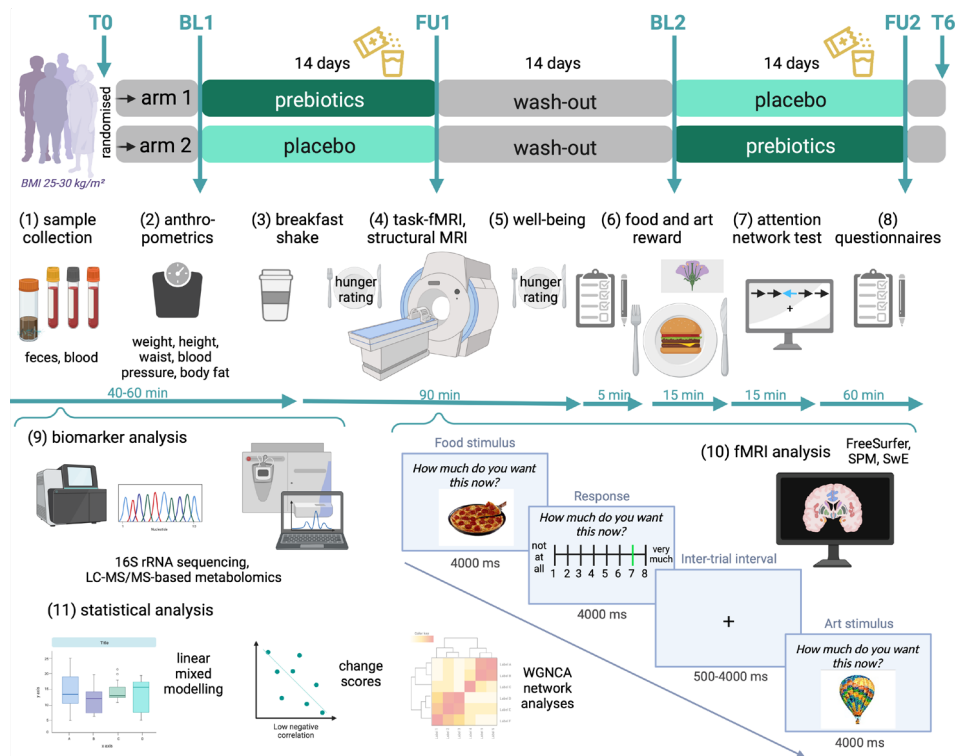 T0
BL1
FU1
BL2
FU2
T6
14 days
14 days
14 days
randomised
arm 1
prebiotics
wash-out
placebo
arm 2
placebo
wash-out
prebiotics
BMI 25-30 kg/m²
(1) sample
collection
feces, blood
(2) anthro-
pometrics
weight, height,
waist, blood
pressure, body fat
(3) breakfast
shake
(4) task-fMRI,
structural MRI
hunger
rating
(5) well-being
hunger
rating
(6) food and art
reward
(7) attention
network test
+
(8)
questionnaires
40-60 min
90 min
5 min
15 min
15 min
60 min
(9) biomarker analysis
16S rRNA sequencing,
LC-MS/MS-based metabolomics
Food stimulus
How much do you want
this now?
4000 ms
Response
How much do you want
this now?
not
at
all
very
much
1 2 3 4 5 6 7 8
4000 ms
Inter-trial interval
+
500-4000 ms
Art stimulus
How much do you want
this now?
4000 ms
(10) fMRI analysis
FreeSurfer,
SPM, SwE
(11) statistical analysis
Title
25
20
15
10
5
0
A B C D
linear
mixed
modelling
Low negative
correlation
change
scores
WGNCA
network
analyses